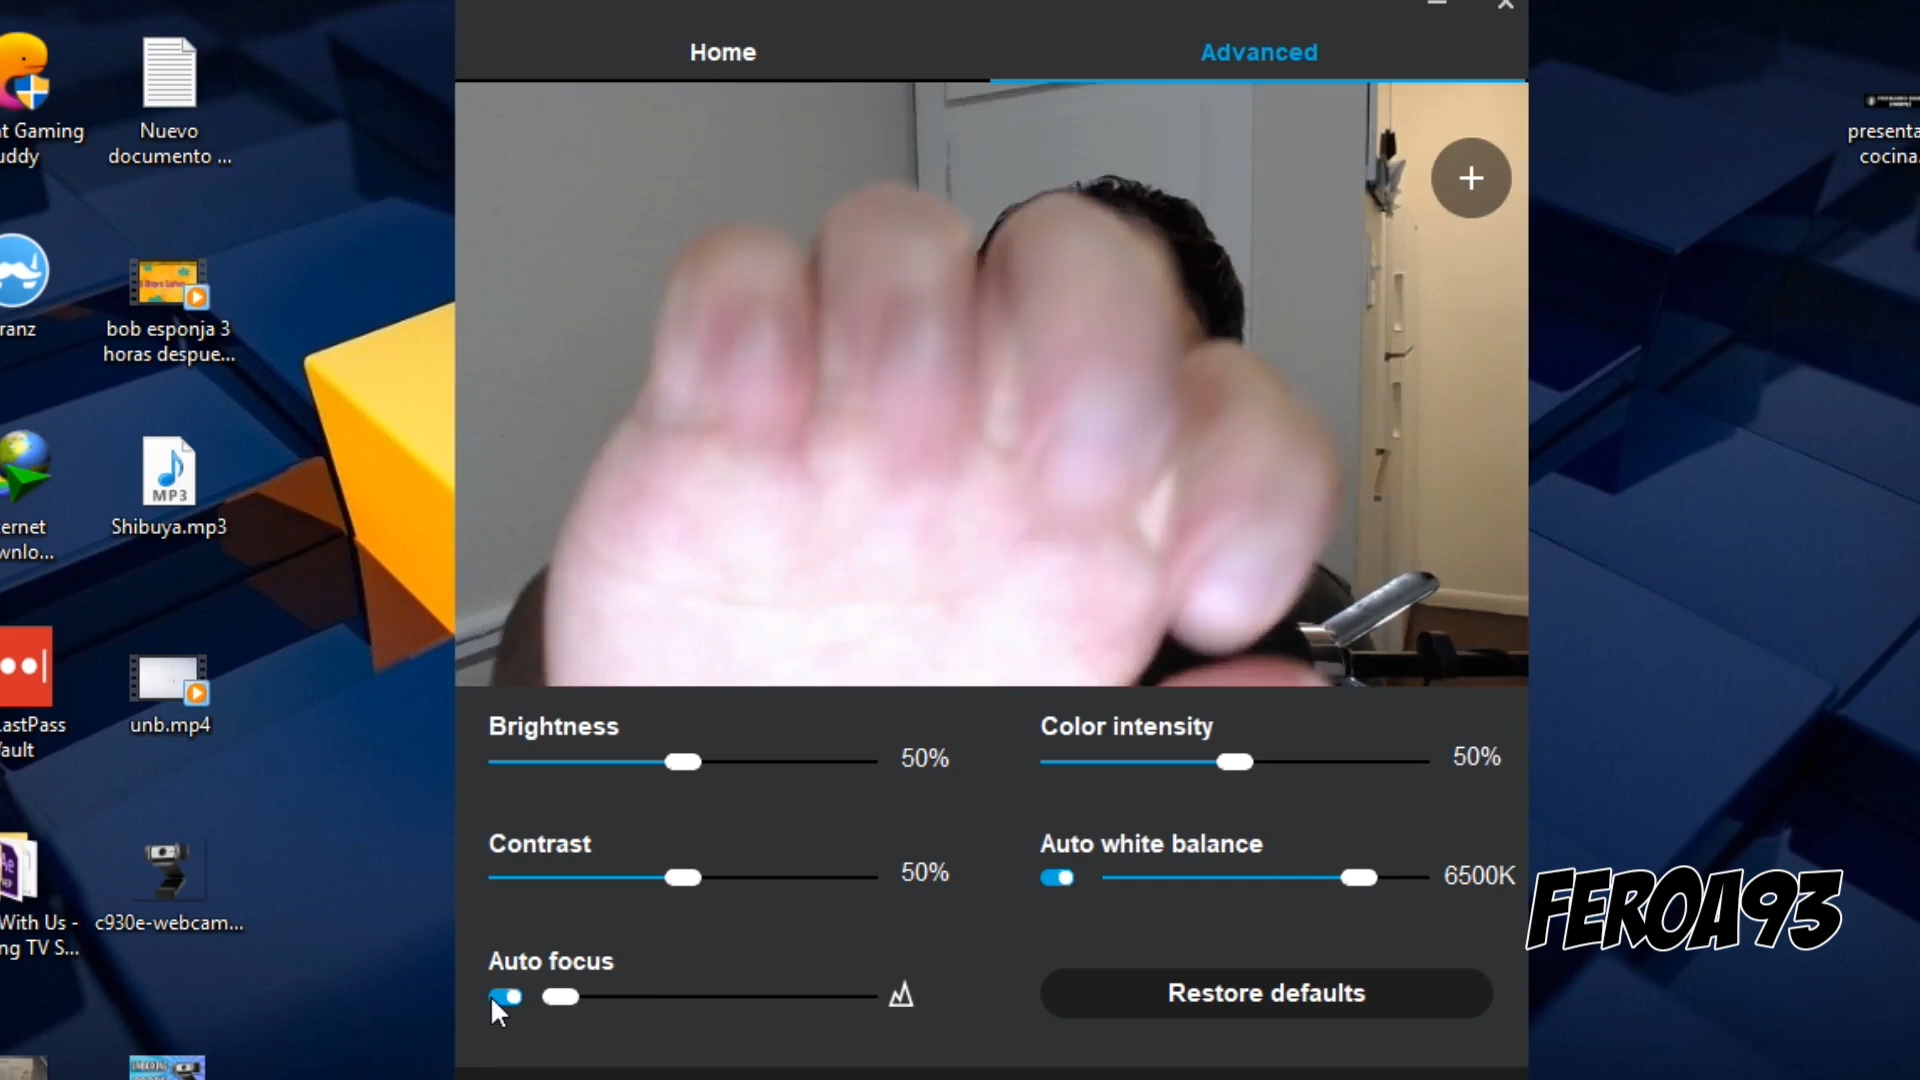 Home
Advanced
Nuevo
documento ...
bob esponja 3
horas despue...
MP3
Shibuya.mp3
unb.mp4
c930e-webcam...
t Gaming
uddy
ranz
ernet
wnlo...
astPass
ault
With Us -
ng TV S...
presenta
cocina.
Brightness
50%
Color intensity
50%
Contrast
50%
Auto white balance
6500K
Auto focus
Restore defaults
FEROA93